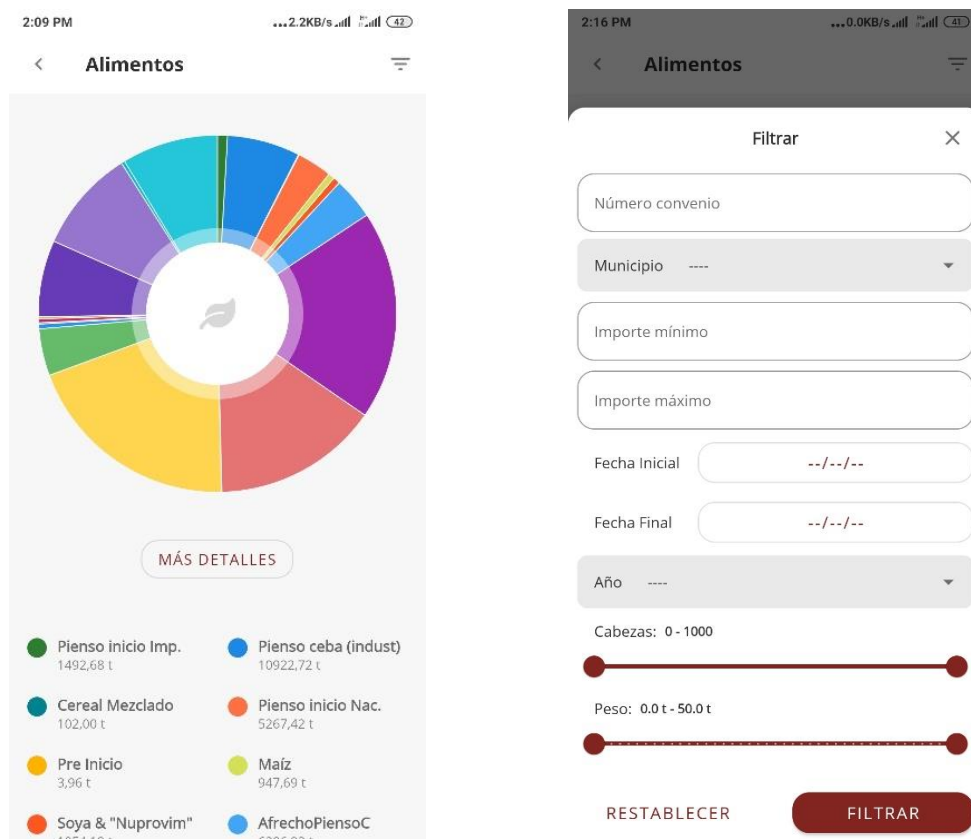 2:09 PM
...2.2KB/s
42
Alimentos
MÁS DETALLES
Pienso inicio Imp.
1492,68 t
Pienso ceba (indust)
10922,72 t
Cereal Mezclado
102,00 t
Pienso inicio Nac.
5267,42 t
Pre Inicio
3,96 t
Maíz
947,69 t
Soya & "Nuprovim"
AfrechoPiensoC
2:16 PM
...0.0KB/s
41
Alimentos
Filtrar
Número convenio
Municipio ----
Importe mínimo
Importe máximo
Fecha Inicial --/--/--
Fecha Final --/--/--
Año ----
Cabezas: 0 - 1000
Peso: 0.0 t - 50.0 t
RESTABLECER FILTRAR